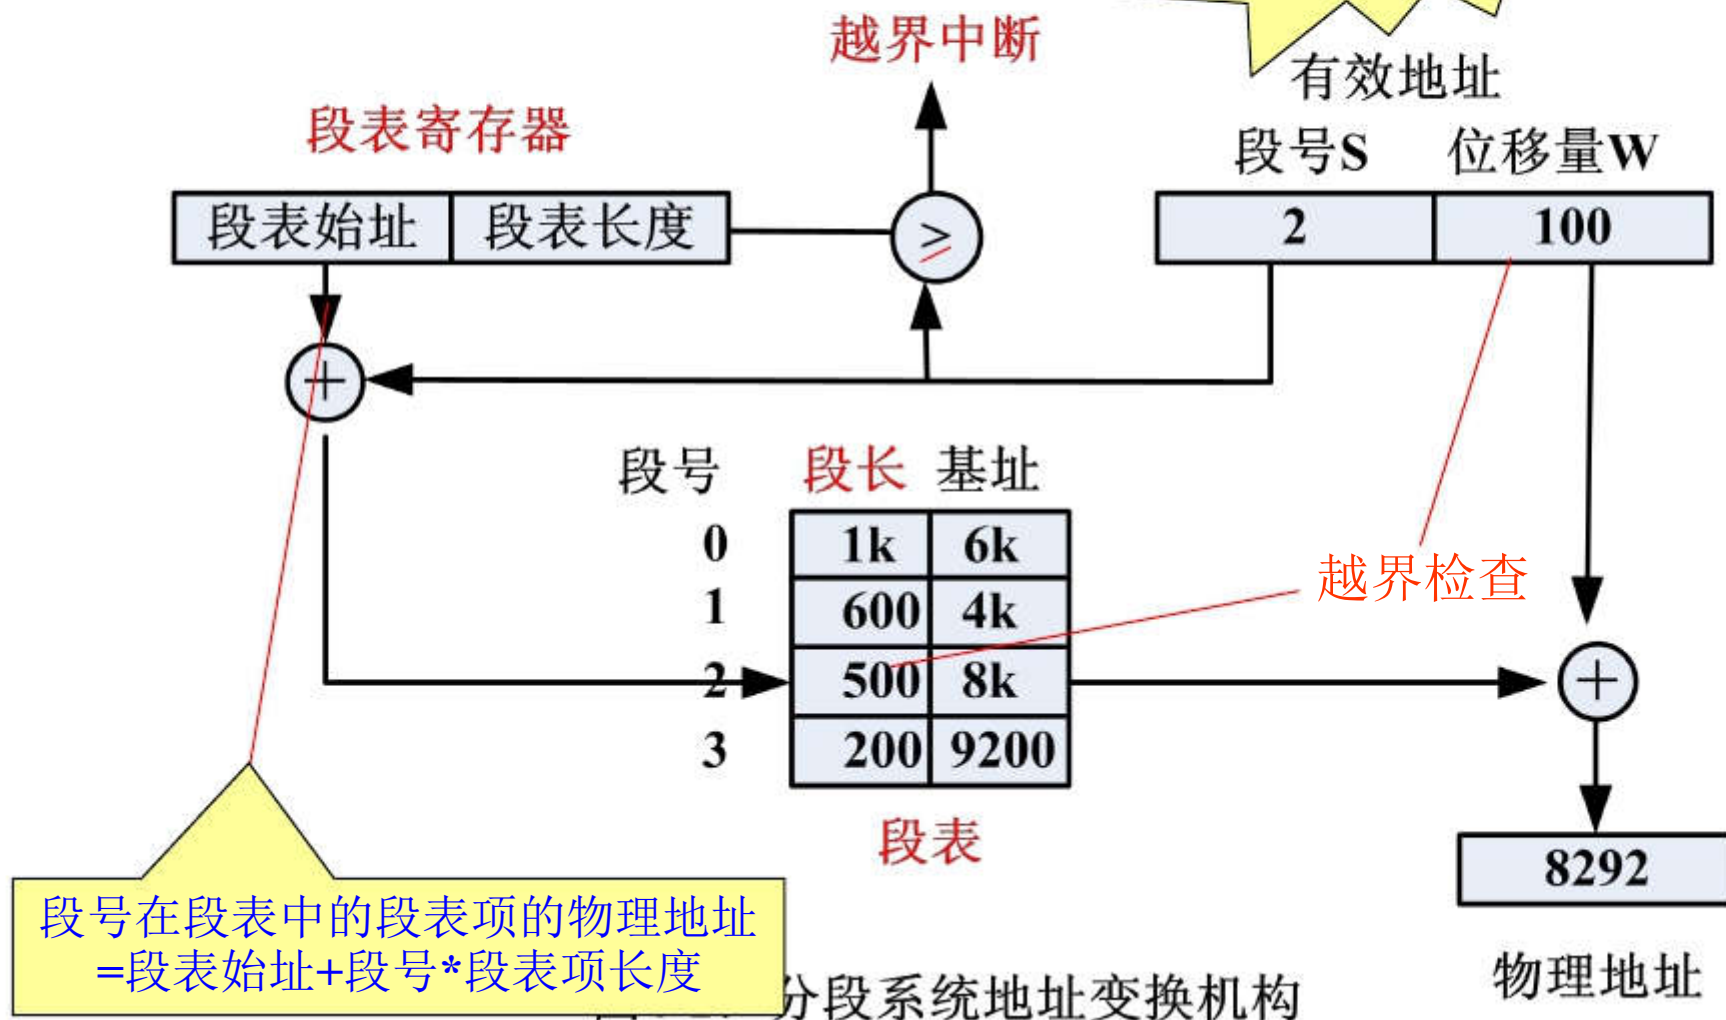 越界中断
有效地址
段表寄存器
段号S 位移量W
段表始址 段表长度 ≥ 2 100
+
段号 段长 基址
0 1k 6k
越界检查
1 600 4k
2 500 8k +
3 200 9200
段表
8292
段号在段表中的段表项的物理地址
=段表始址+段号*段表项长度
分段系统地址变换机构
物理地址